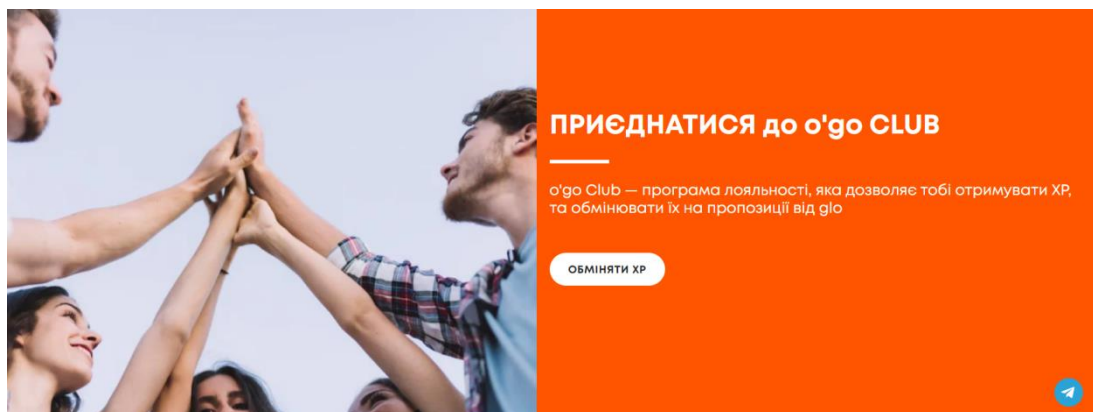 ПРИЄДНАТИСЯ до o'go CLUB
o'go Club — програма лояльності, яка дозволяє тобі отримувати XP,
та обмінювати їх на пропозиції від glo
ОБМІНЯТИ XP